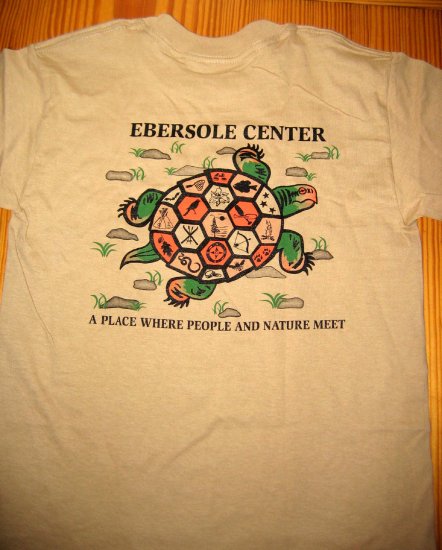 EBERSOLE CENTER
A PLACE WHERE PEOPLE AND NATURE MEET